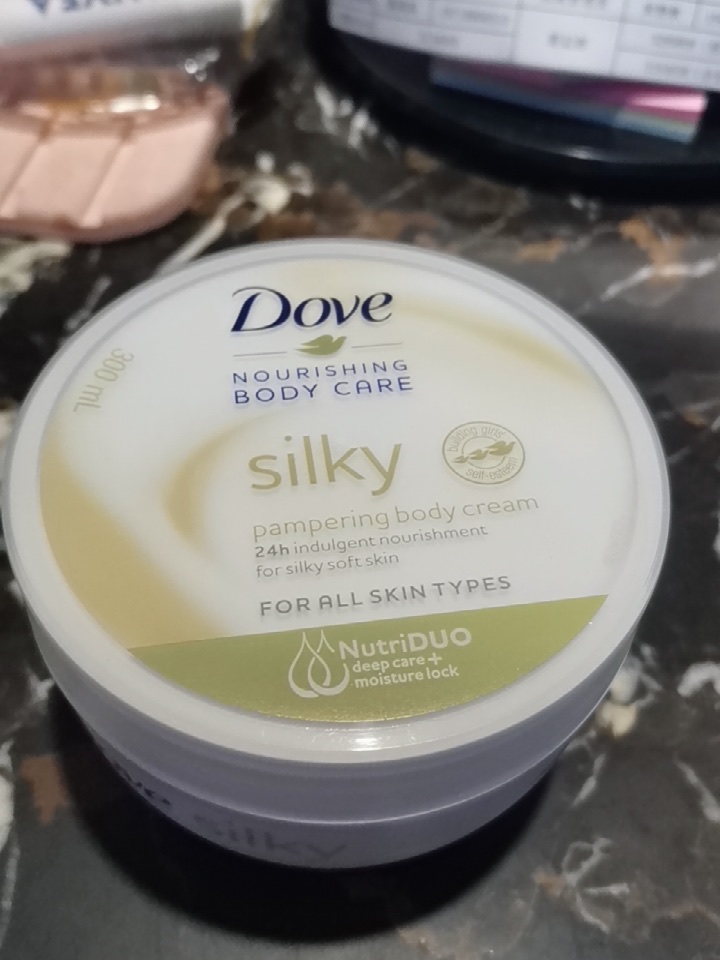 Dove
NOURISHING
BODY CARE
300 mL
silky
building girls'
self-esteem
pampering body cream
24h indulgent nourishment
for silky soft skin
FOR ALL SKIN TYPES
NutriDUO
deep care +
moisture lock
silky